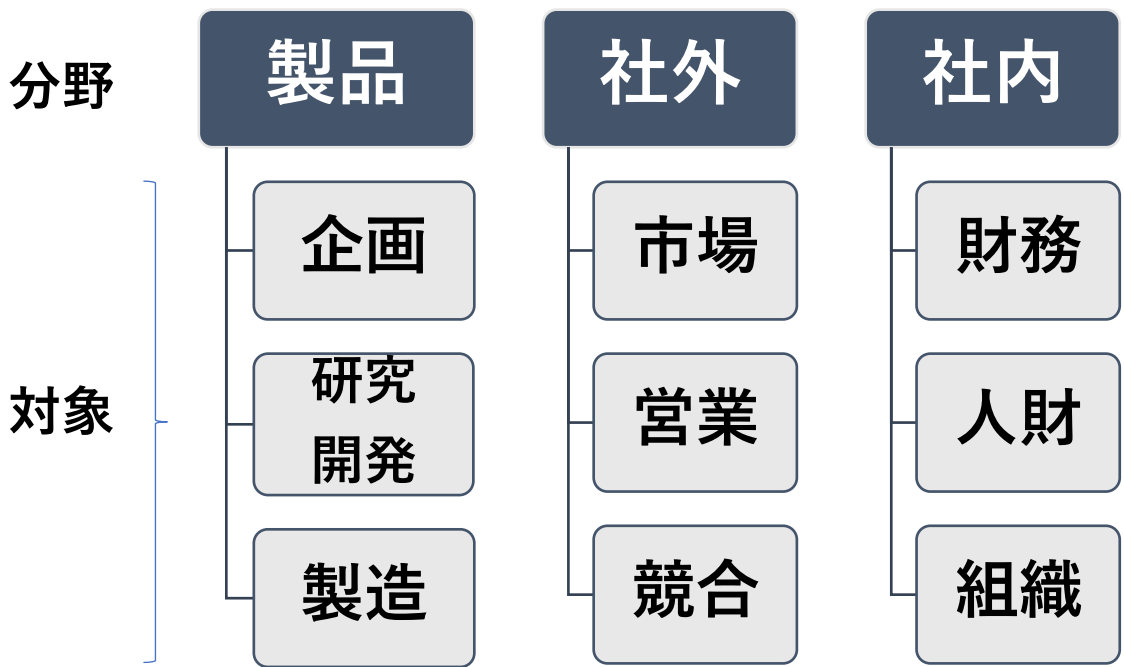 分野
製品
社外
社内
対象
企画
市場
財務
研究
開発
営業
人財
製造
競合
組織